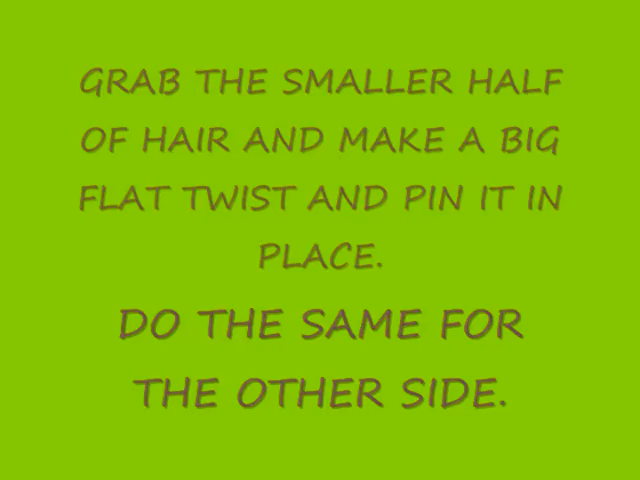 GRAB THE SMALLER HALF
OF HAIR AND MAKE A BIG
FLAT TWIST AND PIN IT IN
PLACE.
DO THE SAME FOR
THE OTHER SIDE.